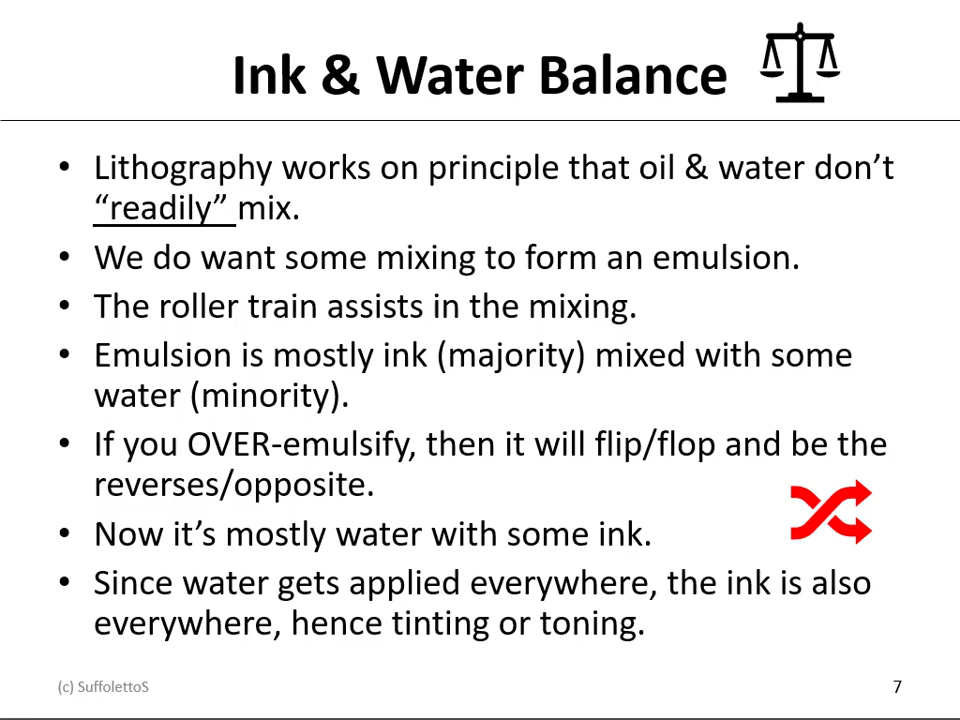 Ink & Water Balance
• Lithography works on principle that oil & water don’t
“readily” mix.
• We do want some mixing to form an emulsion.
• The roller train assists in the mixing.
• Emulsion is mostly ink (majority) mixed with some
water (minority).
• If you OVER-emulsify, then it will flip/flop and be the
reverses/opposite.
• Now it’s mostly water with some ink.
• Since water gets applied everywhere, the ink is also
everywhere, hence tinting or toning.
(c) SuffolettoS
7